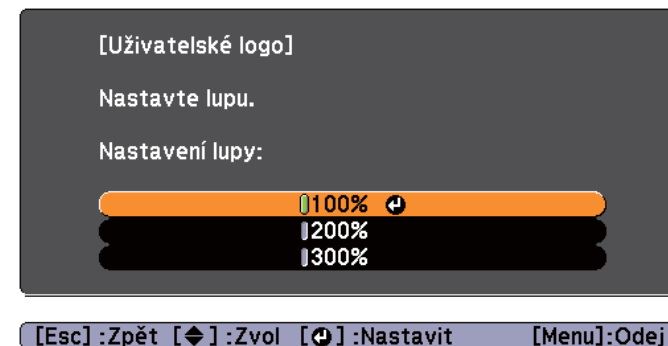 [Uživatelské logo]
Nastavte lupu.
Nastavení lupy:
100%
200%
300%
[Esc] :Zpět [◆] :Zvol [⏎] :Nastavit [Menu]:Odej